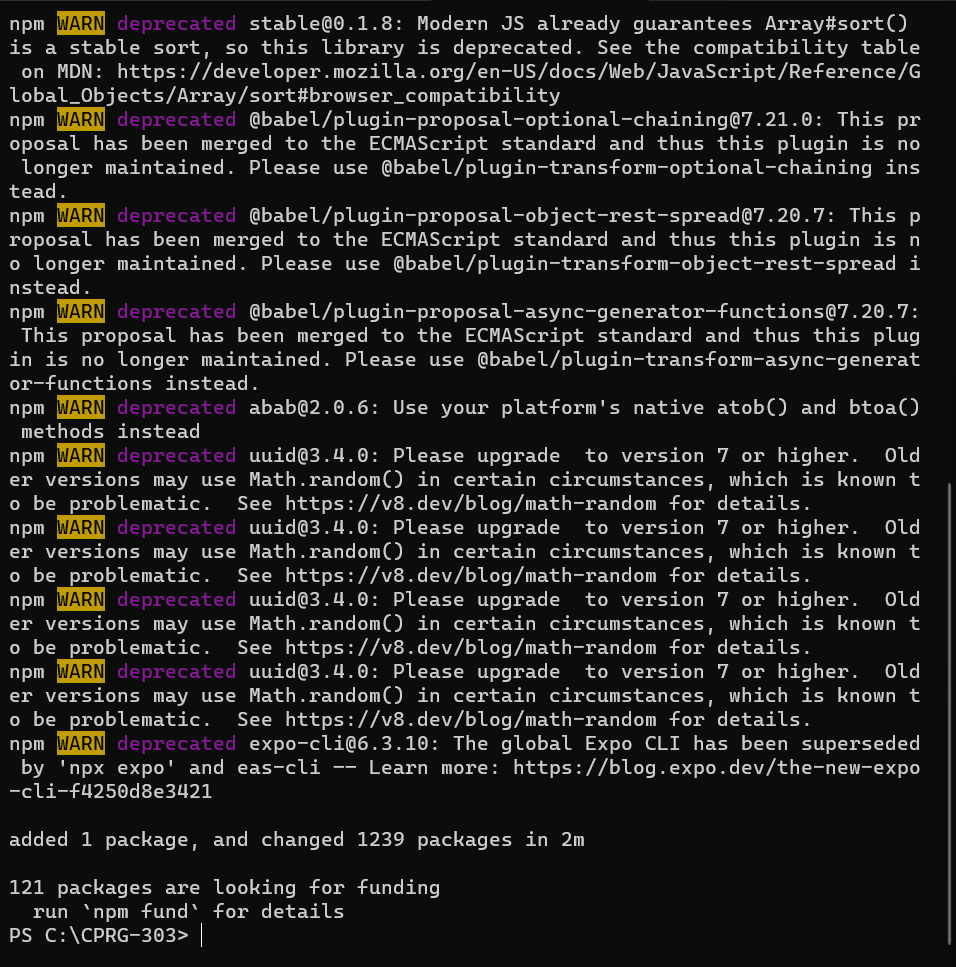 npm WARN deprecated stable@0.1.8: Modern JS already guarantees Array#sort()
is a stable sort, so this library is deprecated. See the compatibility table
 on MDN: https://developer.mozilla.org/en-US/docs/Web/JavaScript/Reference/G
lobal_Objects/Array/sort#browser_compatibility
npm WARN deprecated @babel/plugin-proposal-optional-chaining@7.21.0: This pr
oposal has been merged to the ECMAScript standard and thus this plugin is no
 longer maintained. Please use @babel/plugin-transform-optional-chaining ins
tead.
npm WARN deprecated @babel/plugin-proposal-object-rest-spread@7.20.7: This p
roposal has been merged to the ECMAScript standard and thus this plugin is n
o longer maintained. Please use @babel/plugin-transform-object-rest-spread i
nstead.
npm WARN deprecated @babel/plugin-proposal-async-generator-functions@7.20.7:
 This proposal has been merged to the ECMAScript standard and thus this plug
in is no longer maintained. Please use @babel/plugin-transform-async-generat
or-functions instead.
npm WARN deprecated abab@2.0.6: Use your platform's native atob() and btoa()
 methods instead
npm WARN deprecated uuid@3.4.0: Please upgrade  to version 7 or higher.  Old
er versions may use Math.random() in certain circumstances, which is known t
o be problematic.  See https://v8.dev/blog/math-random for details.
npm WARN deprecated uuid@3.4.0: Please upgrade  to version 7 or higher.  Old
er versions may use Math.random() in certain circumstances, which is known t
o be problematic.  See https://v8.dev/blog/math-random for details.
npm WARN deprecated uuid@3.4.0: Please upgrade  to version 7 or higher.  Old
er versions may use Math.random() in certain circumstances, which is known t
o be problematic.  See https://v8.dev/blog/math-random for details.
npm WARN deprecated uuid@3.4.0: Please upgrade  to version 7 or higher.  Old
er versions may use Math.random() in certain circumstances, which is known t
o be problematic.  See https://v8.dev/blog/math-random for details.
npm WARN deprecated expo-cli@6.3.10: The global Expo CLI has been superseded
 by 'npx expo' and eas-cli -- Learn more: https://blog.expo.dev/the-new-expo
-cli-f4250d8e3421
added 1 package, and changed 1239 packages in 2m
121 packages are looking for funding
  run `npm fund` for details
PS C:\CPRG-303>